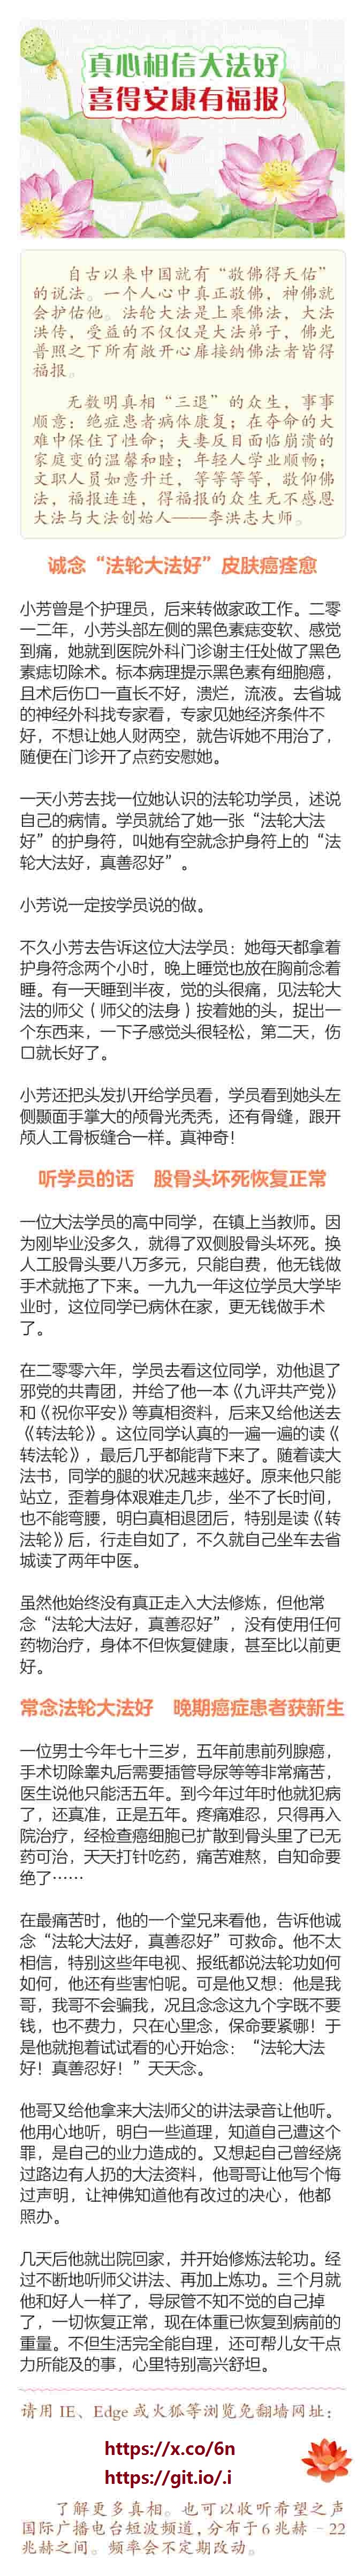 真心相信大法好
喜得安康有福报
自古以来中国就有“敬佛得天佑”
的说法。一个人心中真正敬佛，神佛就
会护佑他。法轮大法是上乘佛法，大法
洪传，受益的不仅仅是大法弟子，佛光
普照之下所有敞开心扉接纳佛法者皆得
福报。
无数明真相“三退”的众生，事事
顺意：绝症患者病体康复；在夺命的大
难中保住了性命；夫妻反目面临崩溃的
家庭变的温馨和睦；年轻人学业顺畅；
文职人员如意升迁，等等等等，敬仰佛
法，福报连连，得福报的众生无不感恩
大法与大法创始人——李洪志大师。
诚念“法轮大法好”皮肤癌痊愈
小芳曾是个护理员，后来转做家政工作。二零
一二年，小芳头部左侧的黑色素痣变软、感觉
到痛，她就到医院外科门诊谢主任处做了黑色
素痣切除术。标本病理提示黑色素有细胞癌，
且术后伤口一直长不好，溃烂，流液。去省城
的神经外科找专家看，专家见她经济条件不
好，不想让她人财两空，就告诉她不用治了，
随便在门诊开了点药安慰她。
一天小芳去找一位她认识的法轮功学员，述说
自己的病情。学员就给了她一张“法轮大法
好”的护身符，叫她有空就念护身符上的“法
轮大法好，真善忍好”。
小芳说一定按学员说的做。
不久小芳去告诉这位大法学员：她每天都拿着
护身符念两个小时，晚上睡觉也放在胸前念着
睡。有一天睡到半夜，觉的头很痛，见法轮大
法的师父（师父的法身）按着她的头，捉出一
个东西来，一下子感觉头很轻松，第二天，伤
口就长好了。
小芳还把头发扒开给学员看，学员看到她头左
侧颞面手掌大的颅骨光秃秃，还有骨缝，跟开
颅人工骨板缝合一样。真神奇！
听学员的话　股骨头坏死恢复正常
一位大法学员的高中同学，在镇上当教师。因
为刚毕业没多久，就得了双侧股骨头坏死。换
人工股骨头要八万多元，只能自费，他无钱做
手术就拖了下来。一九九一年这位学员大学毕
业时，这位同学已病休在家，更无钱做手术
了。
在二零零六年，学员去看这位同学，劝他退了
邪党的共青团，并给了他一本《九评共产党》
和《祝你平安》等真相资料，后来又给他送去
《转法轮》。这位同学认真的一遍一遍的读《
转法轮》，最后几乎都能背下来了。随着读大
法书，同学的腿的状况越来越好。原来他只能
站立，歪着身体艰难走几步，坐不了长时间，
也不能弯腰，明白真相退团后，特别是读《转
法轮》后，行走自如了，不久就自己坐车去省
城读了两年中医。
虽然他始终没有真正走入大法修炼，但他常
念“法轮大法好，真善忍好”，没有使用任何
药物治疗，身体不但恢复健康，甚至比以前更
好。
常念法轮大法好　晚期癌症患者获新生
一位男士今年七十三岁，五年前患前列腺癌，
手术切除睾丸后需要插管导尿等等非常痛苦，
医生说他只能活五年。到今年过年时他就犯病
了，还真准，正是五年。疼痛难忍，只得再入
院治疗，经检查癌细胞已扩散到骨头里了已无
药可治，天天打针吃药，痛苦难熬，自知命要
绝了……
在最痛苦时，他的一个堂兄来看他，告诉他诚
念“法轮大法好，真善忍好”可救命。他不太
相信，特别这些年电视、报纸都说法轮功如何
如何，他还有些害怕呢。可是他又想：他是我
哥，我哥不会骗我，况且念念这九个字既不要
钱，也不费力，只在心里念，保命要紧哪！于
是他就抱着试试看的心开始念：“法轮大法
好！真善忍好！”天天念。
他哥又给他拿来大法师父的讲法录音让他听。
他用心地听，明白一些道理，知道自己遭这个
罪，是自己的业力造成的。又想起自己曾经烧
过路边有人扔的大法资料，他哥哥让他写个悔
过声明，让神佛知道他有改过的决心，他都
照办。
几天后他就出院回家，并开始修炼法轮功。经
过不断地听师父讲法、再加上炼功。三个月就
他和好人一样了，导尿管不知不觉的自己掉
了，一切恢复正常，现在体重已恢复到病前的
重量。不但生活完全能自理，还可帮儿女干点
力所能及的事，心里特别高兴舒坦。
请用 IE、Edge 或火狐等浏览免翻墙网址：
https://x.co/6n
https://git.io/.i
了解更多真相。也可以收听希望之声
国际广播电台短波频道，分布于 6 兆赫 - 22
兆赫之间。频率会不定期改动。